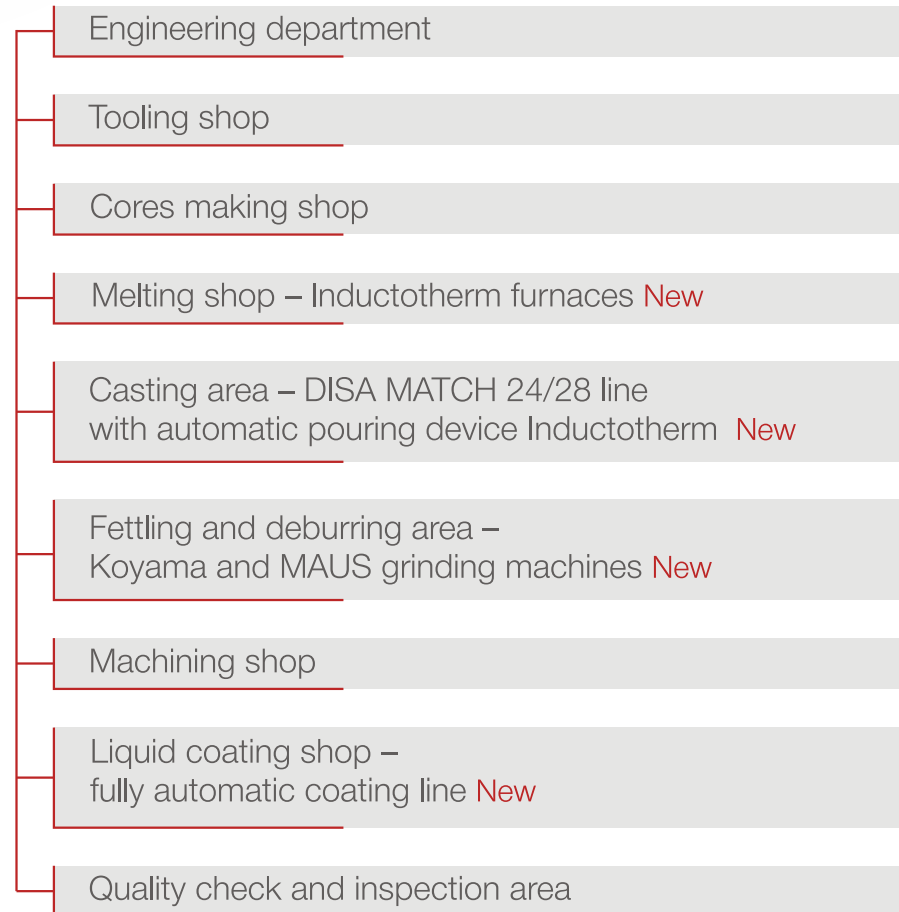 Engineering department
Tooling shop
Cores making shop
Melting shop – Inductotherm furnaces New
Casting area – DISA MATCH 24/28 line
with automatic pouring device Inductotherm New
Fettling and deburring area –
Koyama and MAUS grinding machines New
Machining shop
Liquid coating shop –
fully automatic coating line New
Quality check and inspection area